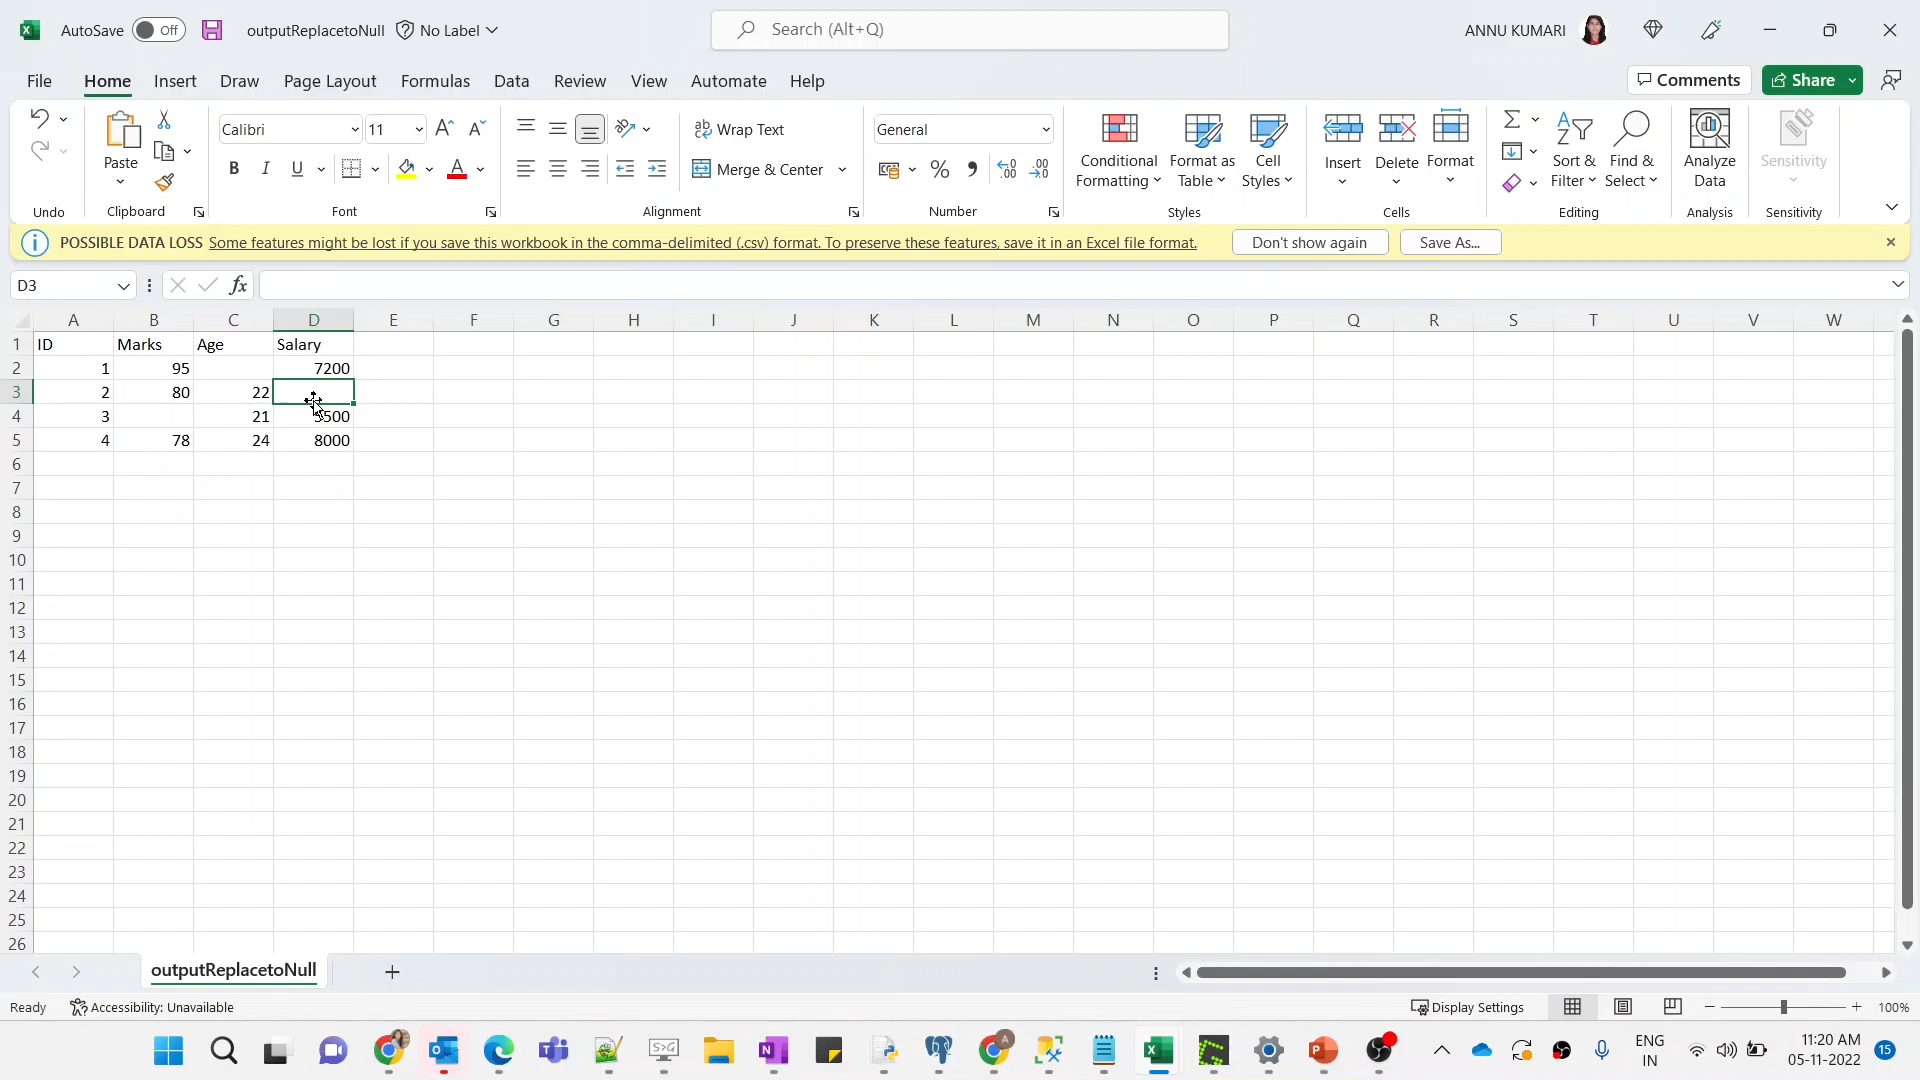 AutoSave Off outputReplacetoNull No Label Search (Alt+Q) ANNU KUMARI
File Home Insert Draw Page Layout Formulas Data Review View Automate Help Comments Share
Calibri 11 Wrap Text General
Paste Conditional Format as Cell Insert Delete Format Sort & Find & Analyze Sensitivity
B I U A Merge & Center % Formatting Table Styles Filter Select Data
Undo Clipboard Font Alignment Number Styles Cells Editing Analysis Sensitivity
POSSIBLE DATA LOSS Some features might be lost if you save this workbook in the comma-delimited (.csv) format. To preserve these features, save it in an Excel file format. Don't show again Save As...
D3 fx
A B C D E F G H I J K L M N O P Q R S T U V W
1 ID Marks Age Salary
2 1 95 7200
3 2 80 22
4 3 21 500
5 4 78 24 8000
6
7
8
9
10
11
12
13
14
15
16
17
18
19
20
21
22
23
24
25
26
outputReplacetoNull
Ready Accessibility: Unavailable Display Settings 100%
ENG 11:20 AM
IN 05-11-2022 15